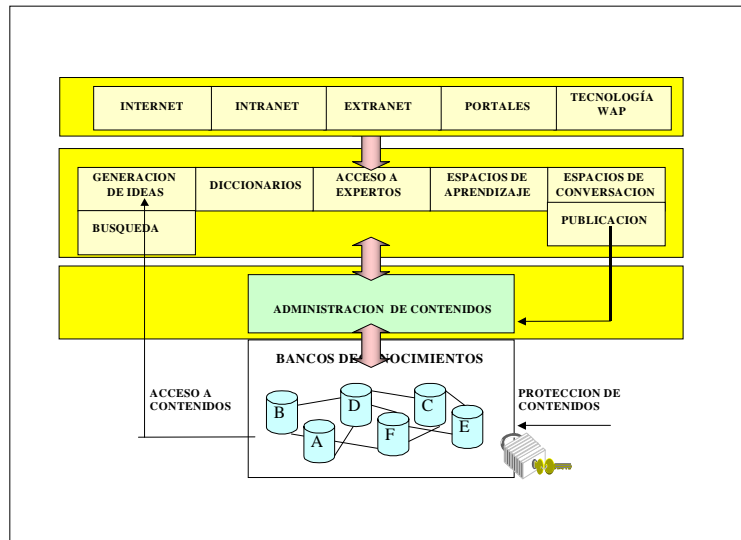 INTERNET
INTRANET
EXTRANET
PORTALES
TECNOLOGÍA
WAP
GENERACION
DE IDEAS
DICCIONARIOS
ACCESO A
EXPERTOS
ESPACIOS DE
APRENDIZAJE
ESPACIOS DE
CONVERSACION
BUSQUEDA
PUBLICACION
ADMINISTRACION DE CONTENIDOS
BANCOS DE NOCIMIENTOS
ACCESO A
CONTENIDOS
PROTECCION DE
CONTENIDOS
B
D
C
A
F
E